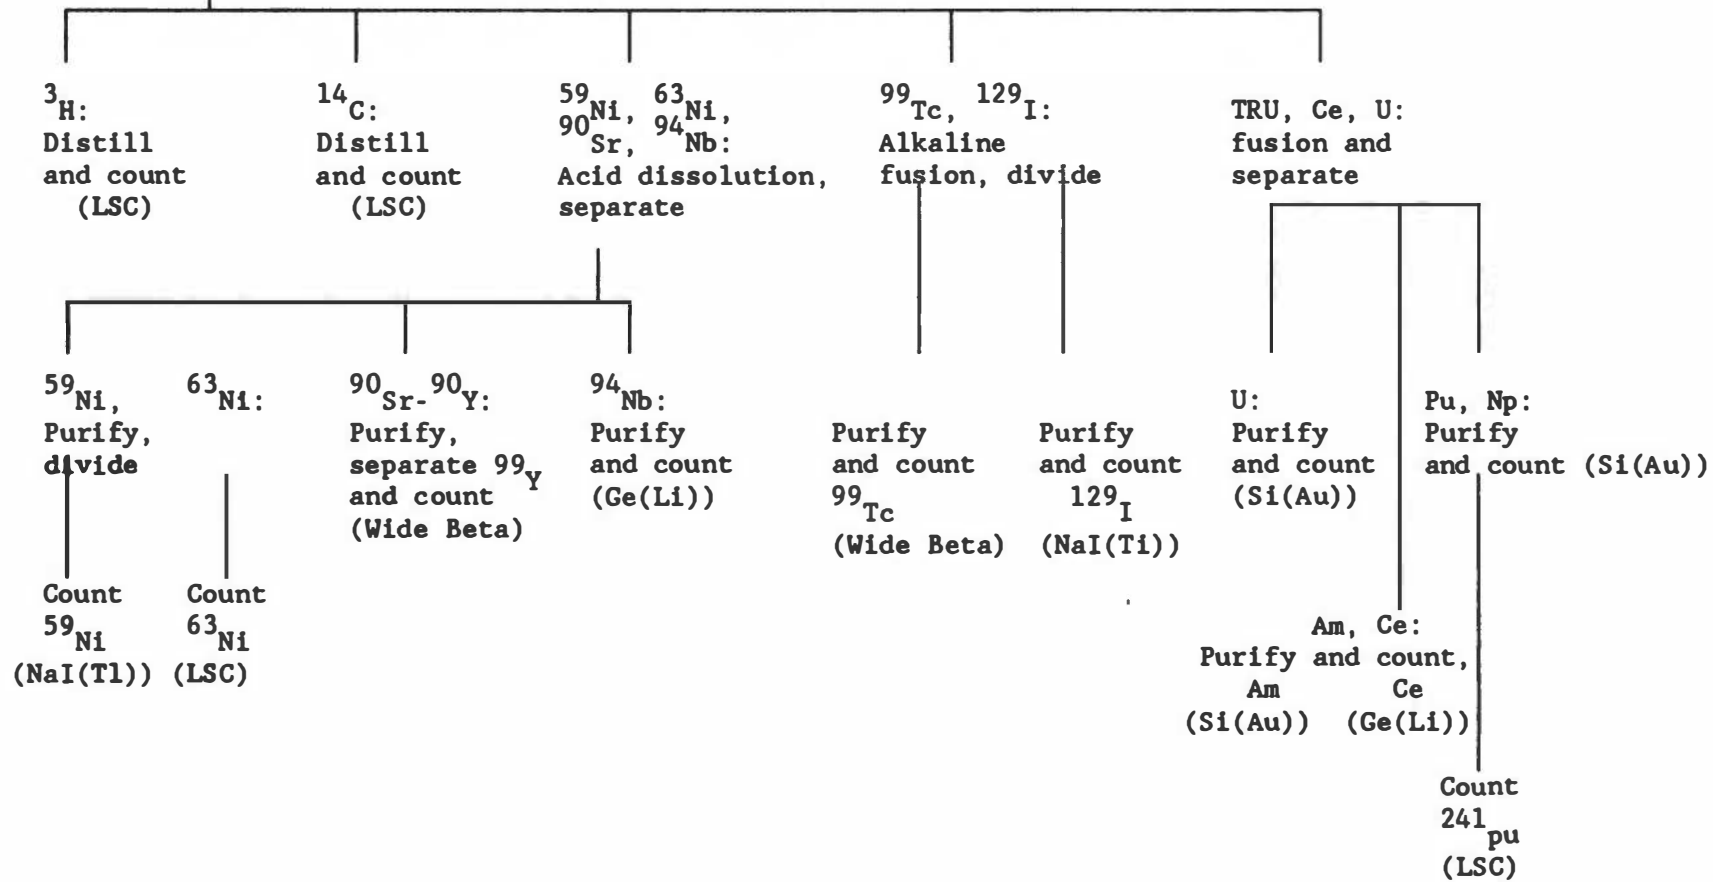 ³H:
Distill
and count
(LSC)
¹⁴C:
Distill
and count
(LSC)
⁵⁹Ni, ⁶³Ni,
⁹⁰Sr, ⁹⁴Nb:
Acid dissolution,
separate
⁹⁹Tc, ¹²⁹I:
Alkaline
fusion, divide
TRU, Ce, U:
fusion and
separate
⁵⁹Ni,
Purify,
divide
⁶³Ni:
⁹⁰Sr-⁹⁰Y:
Purify,
separate ⁹⁹Y
and count
(Wide Beta)
⁹⁴Nb:
Purify
and count
(Ge(Li))
Purify
and count
⁹⁹Tc
(Wide Beta)
Purify
and count
¹²⁹I
(NaI(Ti))
U:
Purify
and count
(Si(Au))
Pu, Np:
Purify
and count (Si(Au))
Count
⁵⁹Ni
(NaI(Tl))
Count
⁶³Ni
(LSC)
Am, Ce:
Purify and count,
Am Ce
(Si(Au)) (Ge(Li))
Count
²⁴¹pu
(LSC)